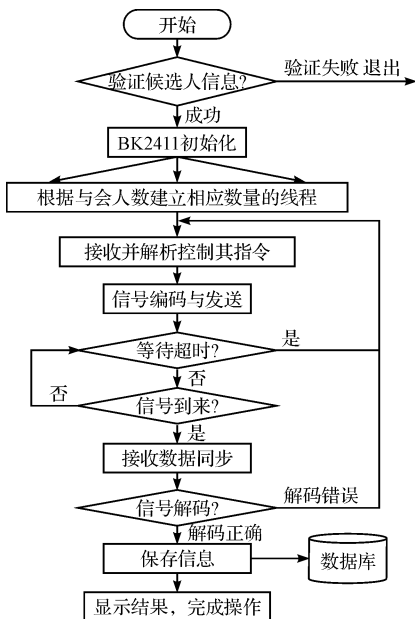 开始
验证候选人信息?
验证失败 退出
成功
BK2411初始化
根据与会人数建立相应数量的线程
接收并解析控制其指令
信号编码与发送
等待超时?
是
否
信号到来?
否
是
接收数据同步
信号解码?
解码错误
解码正确
保存信息
数据库
显示结果，完成操作